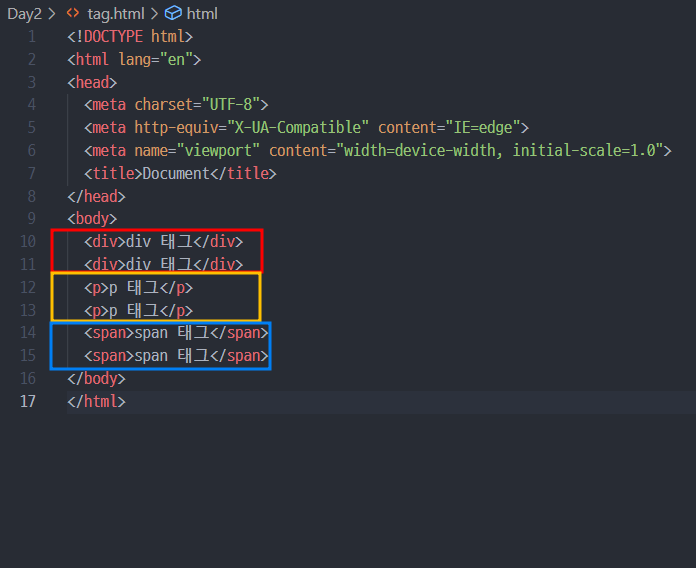 Day2 > <> tag.html > html
1 <!DOCTYPE html>
2 <html lang="en">
3 <head>
4 <meta charset="UTF-8">
5 <meta http-equiv="X-UA-Compatible" content="IE=edge">
6 <meta name="viewport" content="width=device-width, initial-scale=1.0">
7 <title>Document</title>
8 </head>
9 <body>
10 <div>div 태그</div>
11 <div>div 태그</div>
12 <p>p 태그</p>
13 <p>p 태그</p>
14 <span>span 태그</span>
15 <span>span 태그</span>
16 </body>
17 </html>